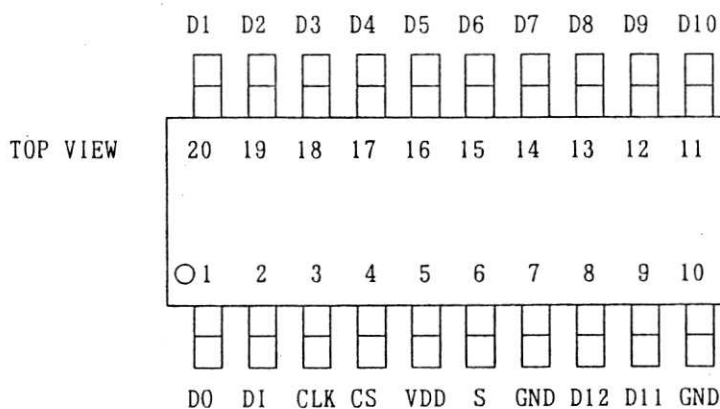 D1 D2 D3 D4 D5 D6 D7 D8 D9 D10
TOP VIEW 20 19 18 17 16 15 14 13 12 11
1 2 3 4 5 6 7 8 9 10
DO DI CLK CS VDD S GND D12 D11 GND